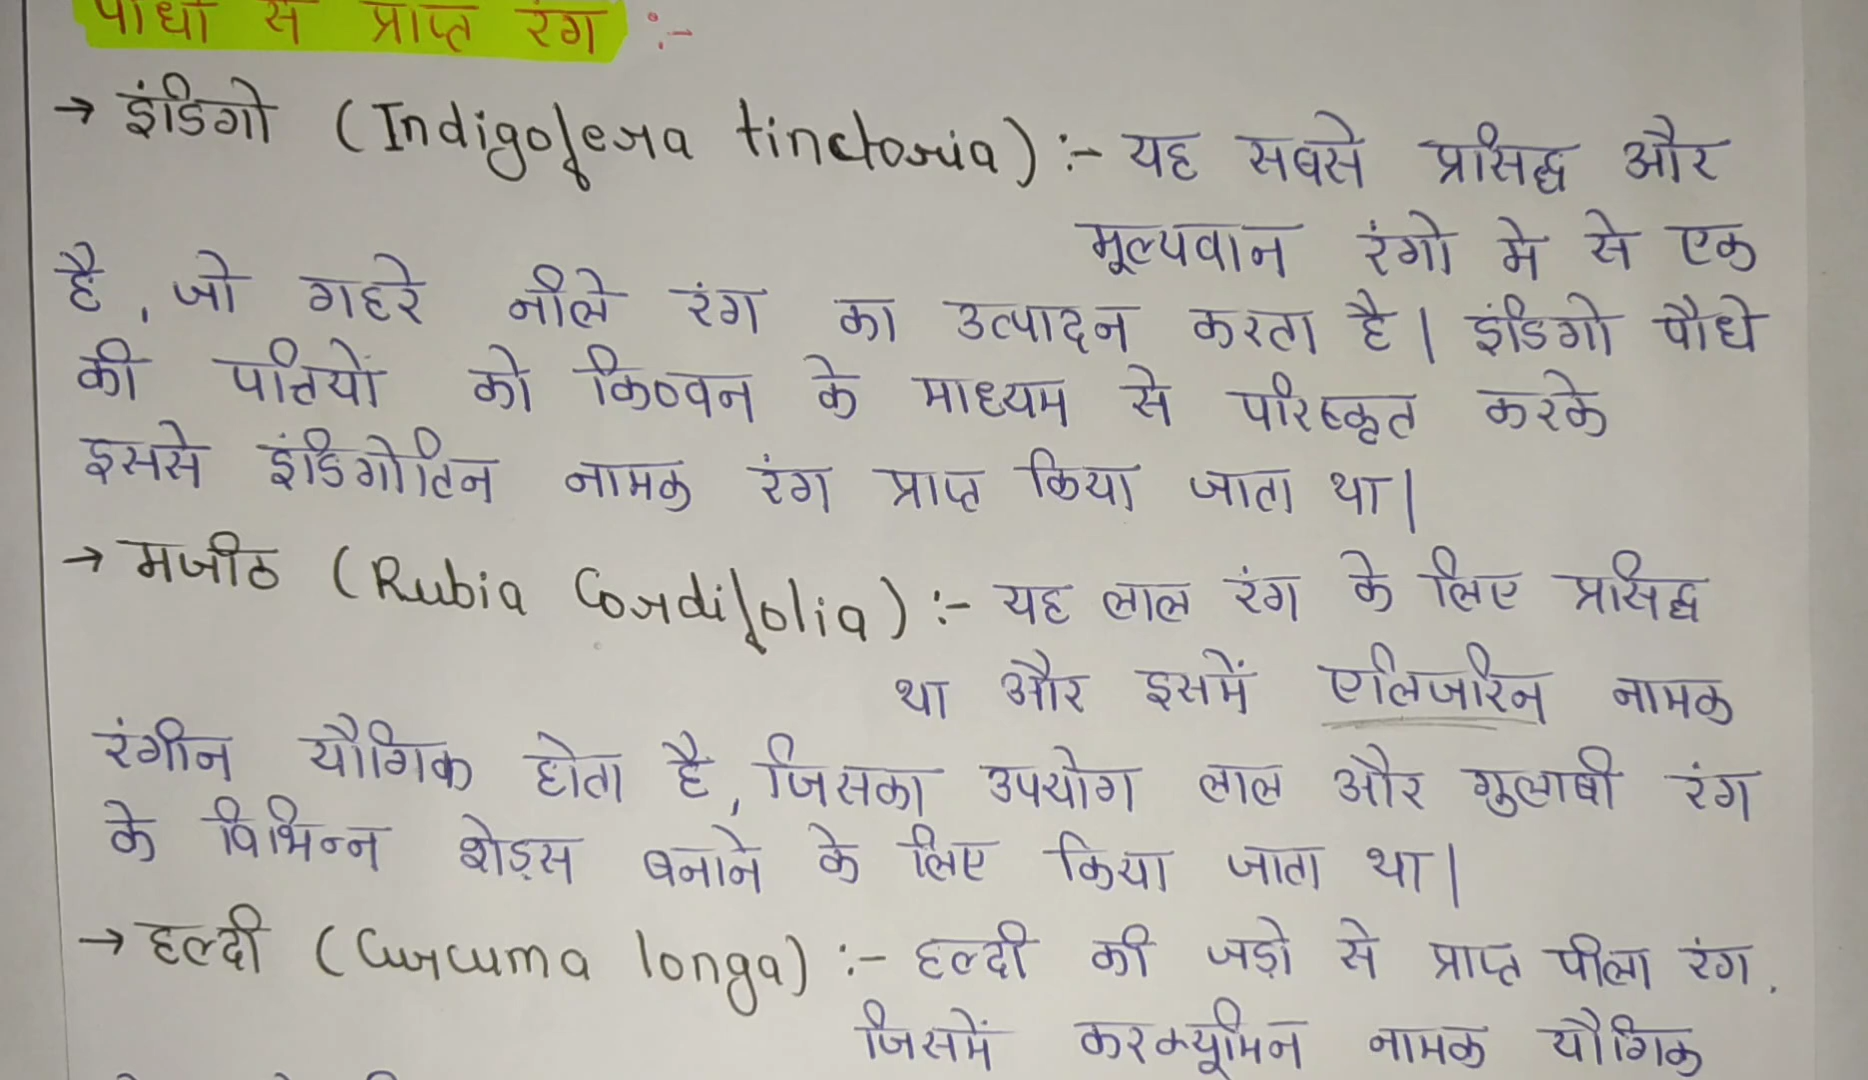 पौधों से प्राप्त रंग :-
→ इंडिगो (Indigofera tinctoria) :- यह सबसे प्रसिद्ध और
मूल्यवान रंगो मे से एक
है, जो गहरे नीले रंग का उत्पादन करता है। इंडिगो पौधे
की पत्तियों को किण्वन के माध्यम से परिष्कृत करके
इससे इंडिगोटिन नामक रंग प्राप्त किया जाता था।
→ मजीठ (Rubia Cordifolia) :- यह लाल रंग के लिए प्रसिद्ध
था और इसमें एलिजरिन नामक
रंगीन यौगिक होता है, जिसका उपयोग लाल और गुलाबी रंग
के विभिन्न शेड्स बनाने के लिए किया जाता था।
→ हल्दी (Curcuma longa) :- हल्दी की जड़ो से प्राप्त पीला रंग,
जिसमें करक्यूमिन नामक यौगिक